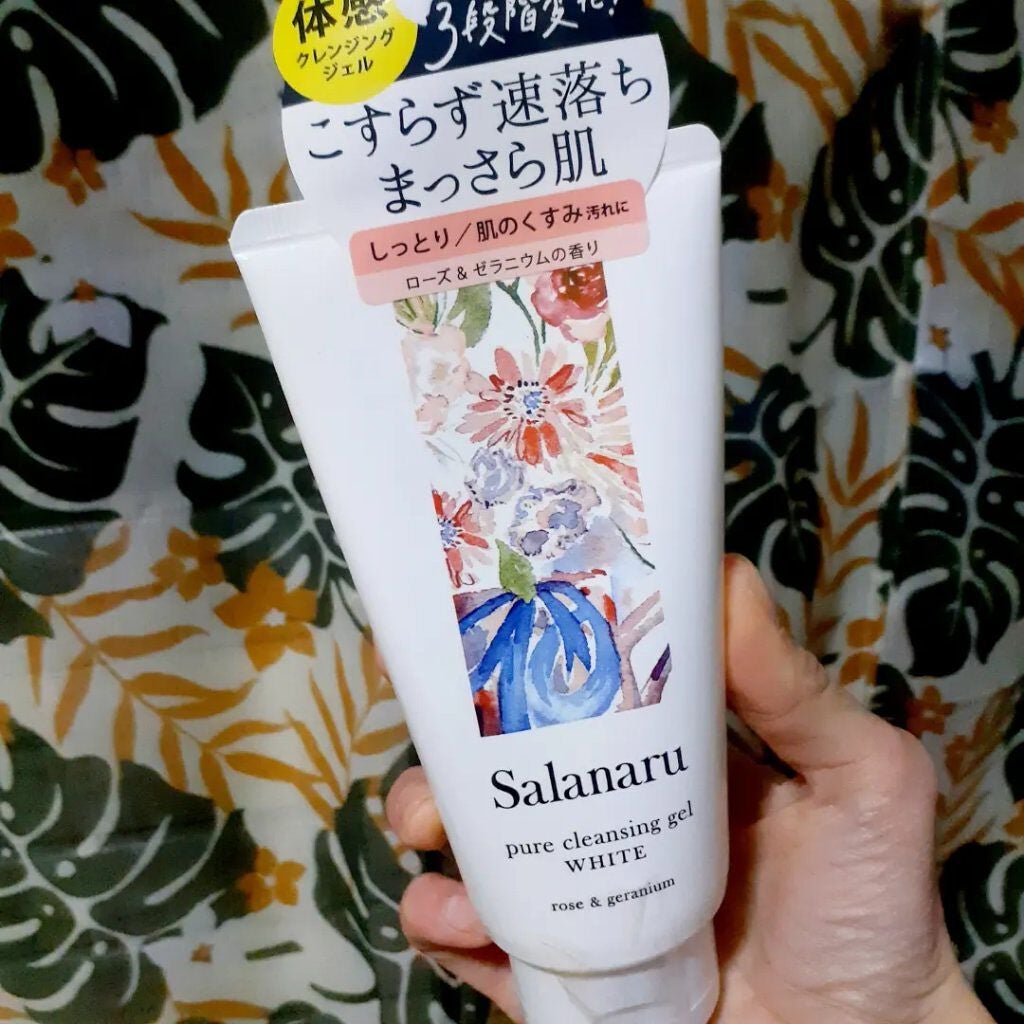 体感
クレンジング
ジェル
3段階変化!
こすらず速落ち
まっさら肌
しっとり/肌のくすみ汚れに
ローズ & ゼラニウムの香り
Salanaru
pure cleansing gel
WHITE
rose & geranium